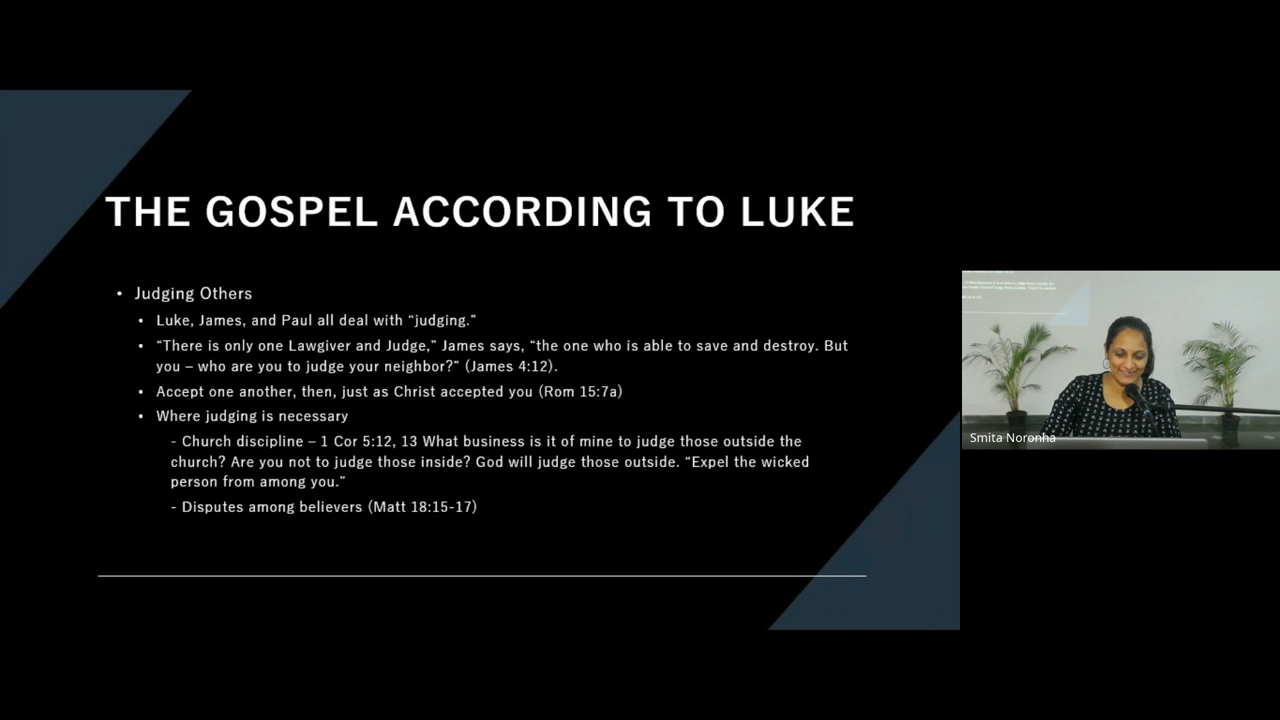 THE GOSPEL ACCORDING TO LUKE
• Judging Others
• Luke, James, and Paul all deal with “judging.”
• “There is only one Lawgiver and Judge,” James says, “the one who is able to save and destroy. But
you – who are you to judge your neighbor?” (James 4:12).
• Accept one another, then, just as Christ accepted you (Rom 15:7a)
• Where judging is necessary
- Church discipline – 1 Cor 5:12, 13 What business is it of mine to judge those outside the
church? Are you not to judge those inside? God will judge those outside. “Expel the wicked
person from among you.”
- Disputes among believers (Matt 18:15-17)
Smita Noronha